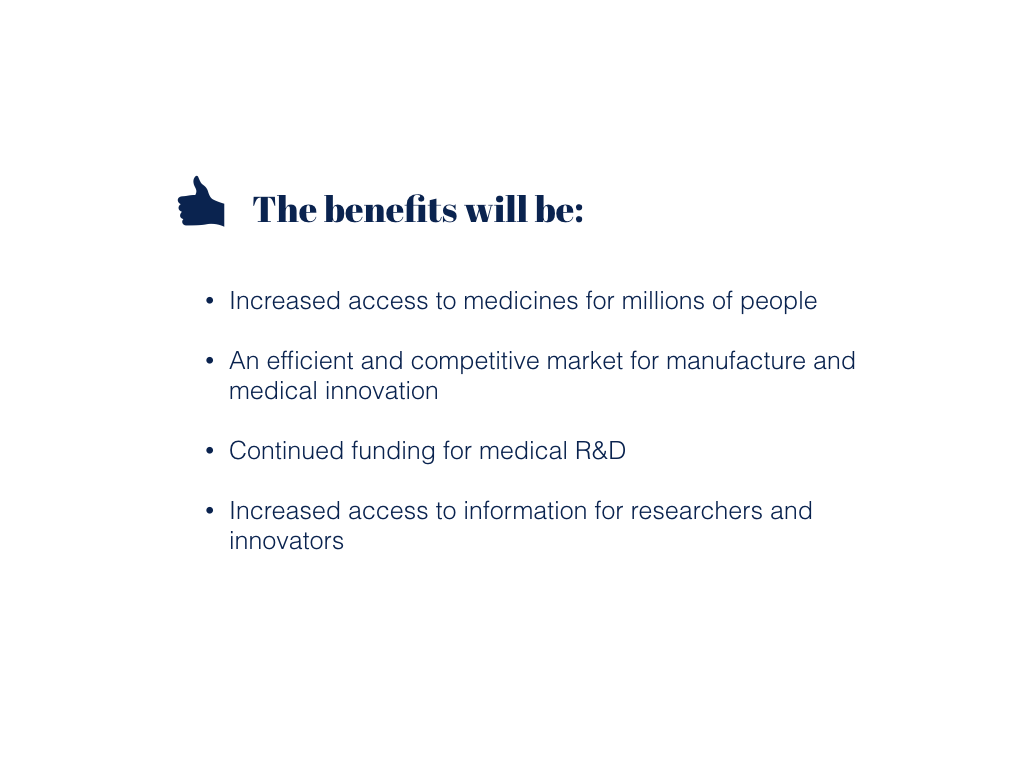 The benefits will be:
• Increased access to medicines for millions of people
• An efficient and competitive market for manufacture and
medical innovation
• Continued funding for medical R&D
• Increased access to information for researchers and
innovators